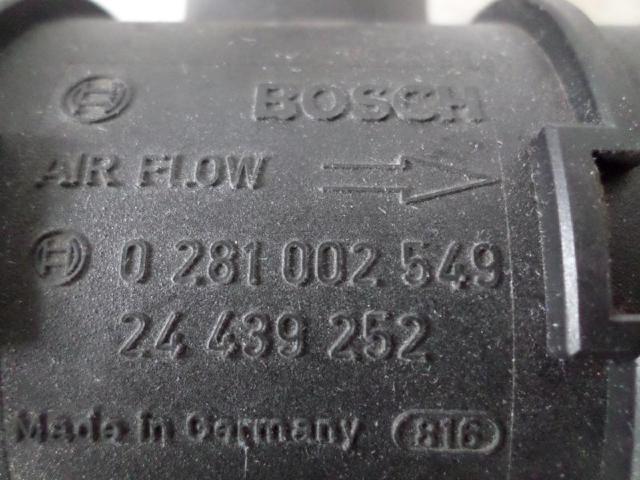 BOSCH
AIR FLOW
0 281 002 549
24 439 252
Made in Germany 816